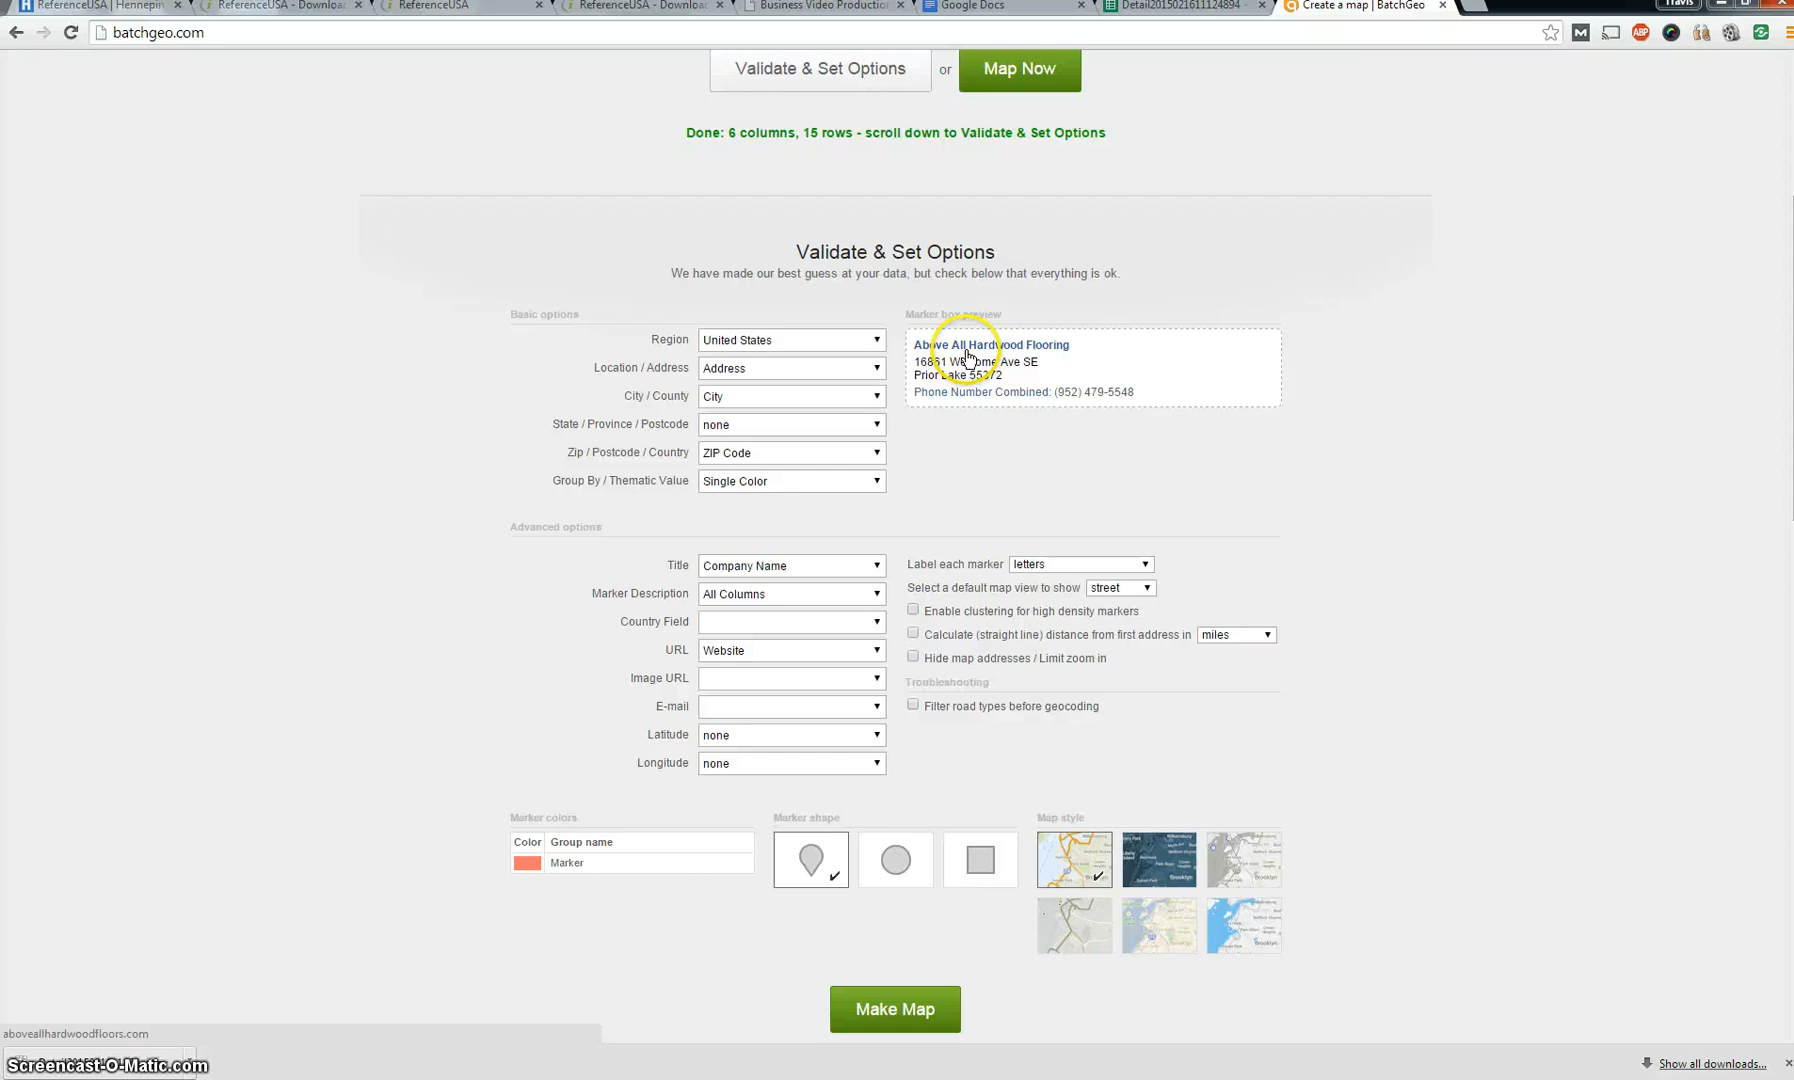 ReferenceUSA | Hennepin
ReferenceUSA - Download
ReferenceUSA
ReferenceUSA - Download
Business Video Production
Google Docs
Detail2015021611124894 -
Create a map | BatchGeo
Travis
batchgeo.com
Validate & Set Options
or
Map Now
Done: 6 columns, 15 rows - scroll down to Validate & Set Options
Validate & Set Options
We have made our best guess at your data, but check below that everything is ok.
Basic options
Region
United States
Location / Address
Address
City / County
City
State / Province / Postcode
none
Zip / Postcode / Country
ZIP Code
Group By / Thematic Value
Single Color
Marker box preview
Above All Hardwood Flooring
16861 Ave SE
Prior Lake 55372
Phone Number Combined: (952) 479-5548
Advanced options
Title
Company Name
Marker Description
All Columns
Country Field
URL
Website
Image URL
E-mail
Latitude
none
Longitude
none
Label each marker
letters
Select a default map view to show
street
Enable clustering for high density markers
Calculate (straight line) distance from first address in
miles
Hide map addresses / Limit zoom in
Troubleshooting
Filter road types before geocoding
Marker colors
Color
Group name
Marker
Marker shape
Map style
Make Map
aboveallhardwoodfloors.com
Screencast-O-Matic.com
Show all downloads...